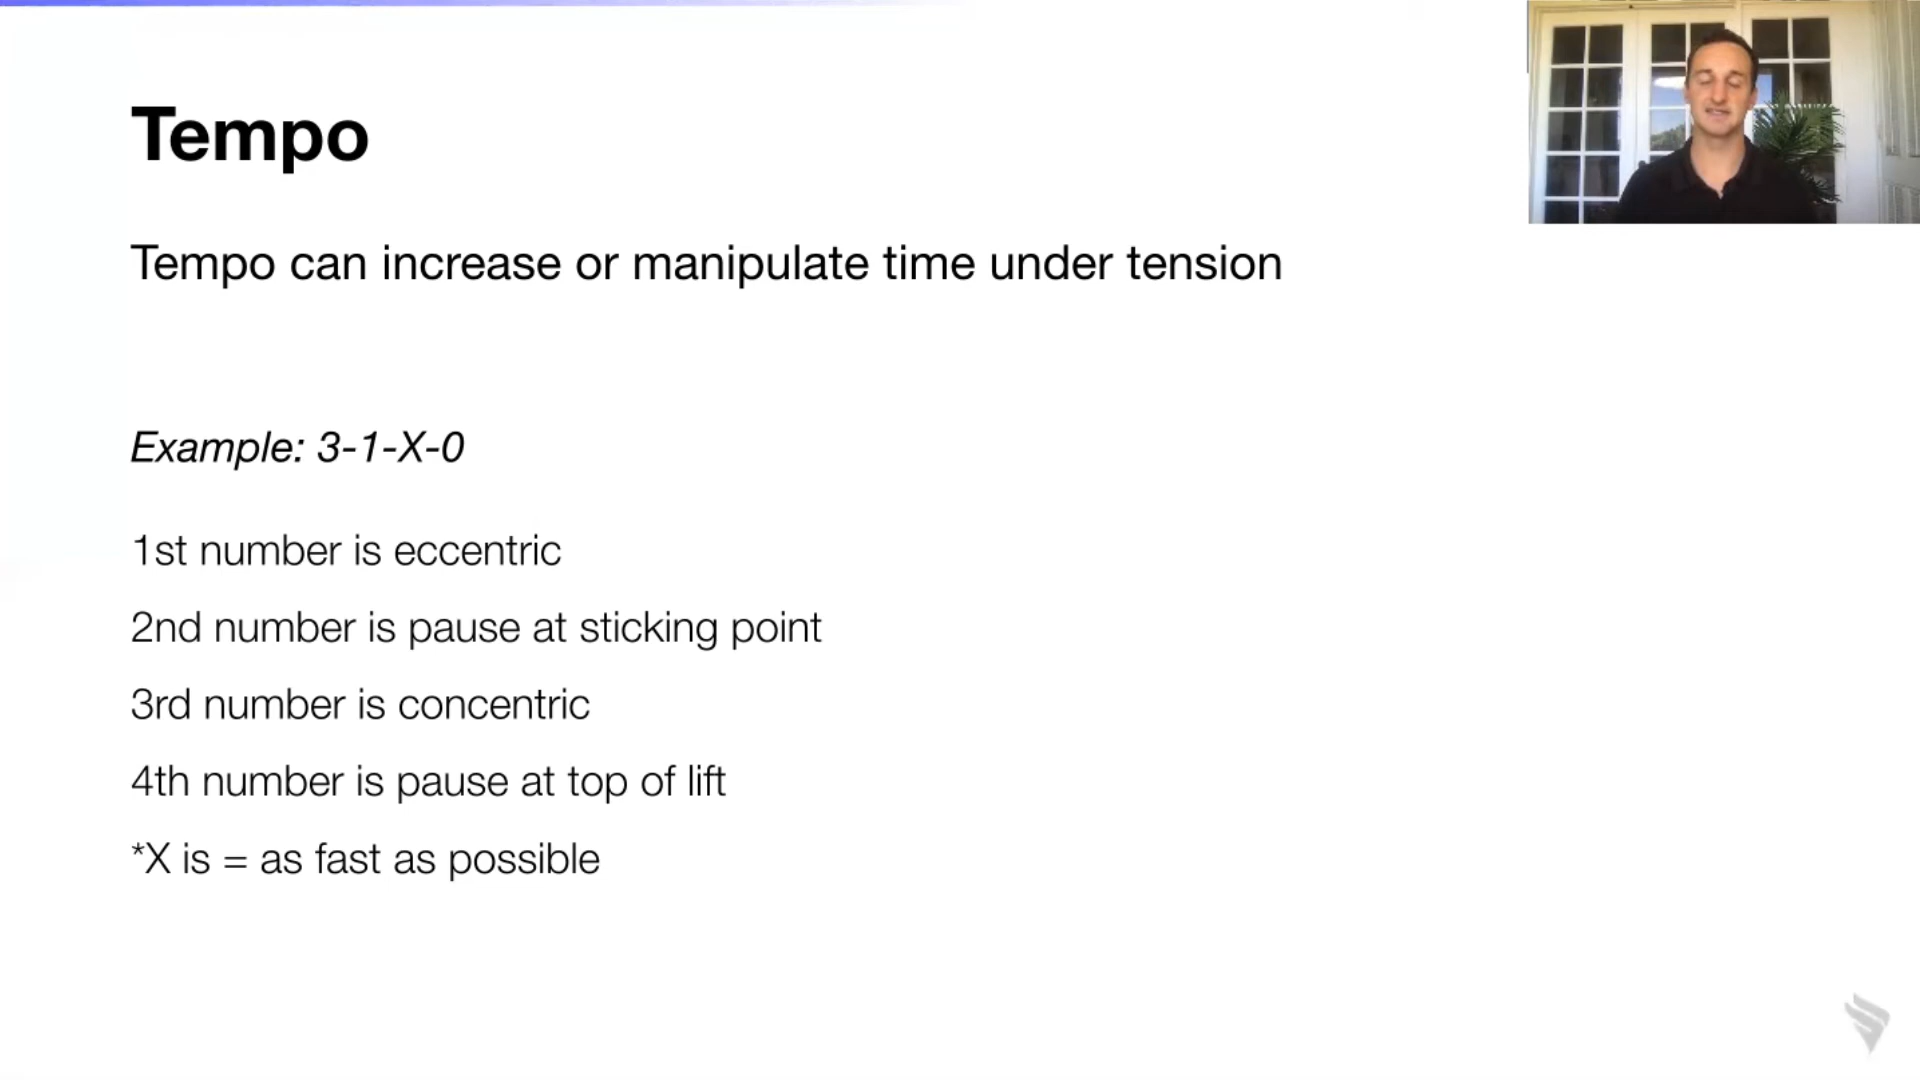 Tempo
Tempo can increase or manipulate time under tension
Example: 3-1-X-0
1st number is eccentric
2nd number is pause at sticking point
3rd number is concentric
4th number is pause at top of lift
*X is = as fast as possible